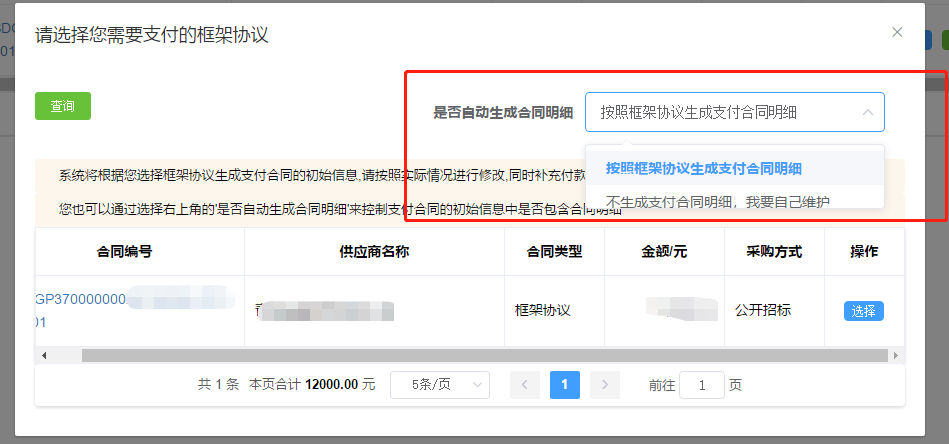 请选择您需要支付的框架协议
查询
是否自动生成合同明细
按照框架协议生成支付合同明细
按照框架协议生成支付合同明细
不生成支付合同明细，我要自己维护
系统将根据您选择框架协议生成支付合同的初始信息,请按照实际情况进行修改,同时补充付款
您也可以通过选择右上角的'是否自动生成合同明细'来控制支付合同的初始信息中是否包含合同明细
合同编号 供应商名称 合同类型 金额/元 采购方式 操作
GP370000000 框架协议 公开招标 选择
01
共 1 条 本页合计 12000.00 元 5条/页 1 前往 1 页